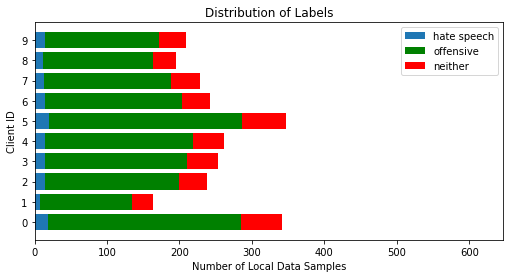 Distribution of Labels
hate speech
offensive
neither
Client ID
9
8
7
6
5
4
3
2
1
0
0 100 200 300 400 500 600
Number of Local Data Samples